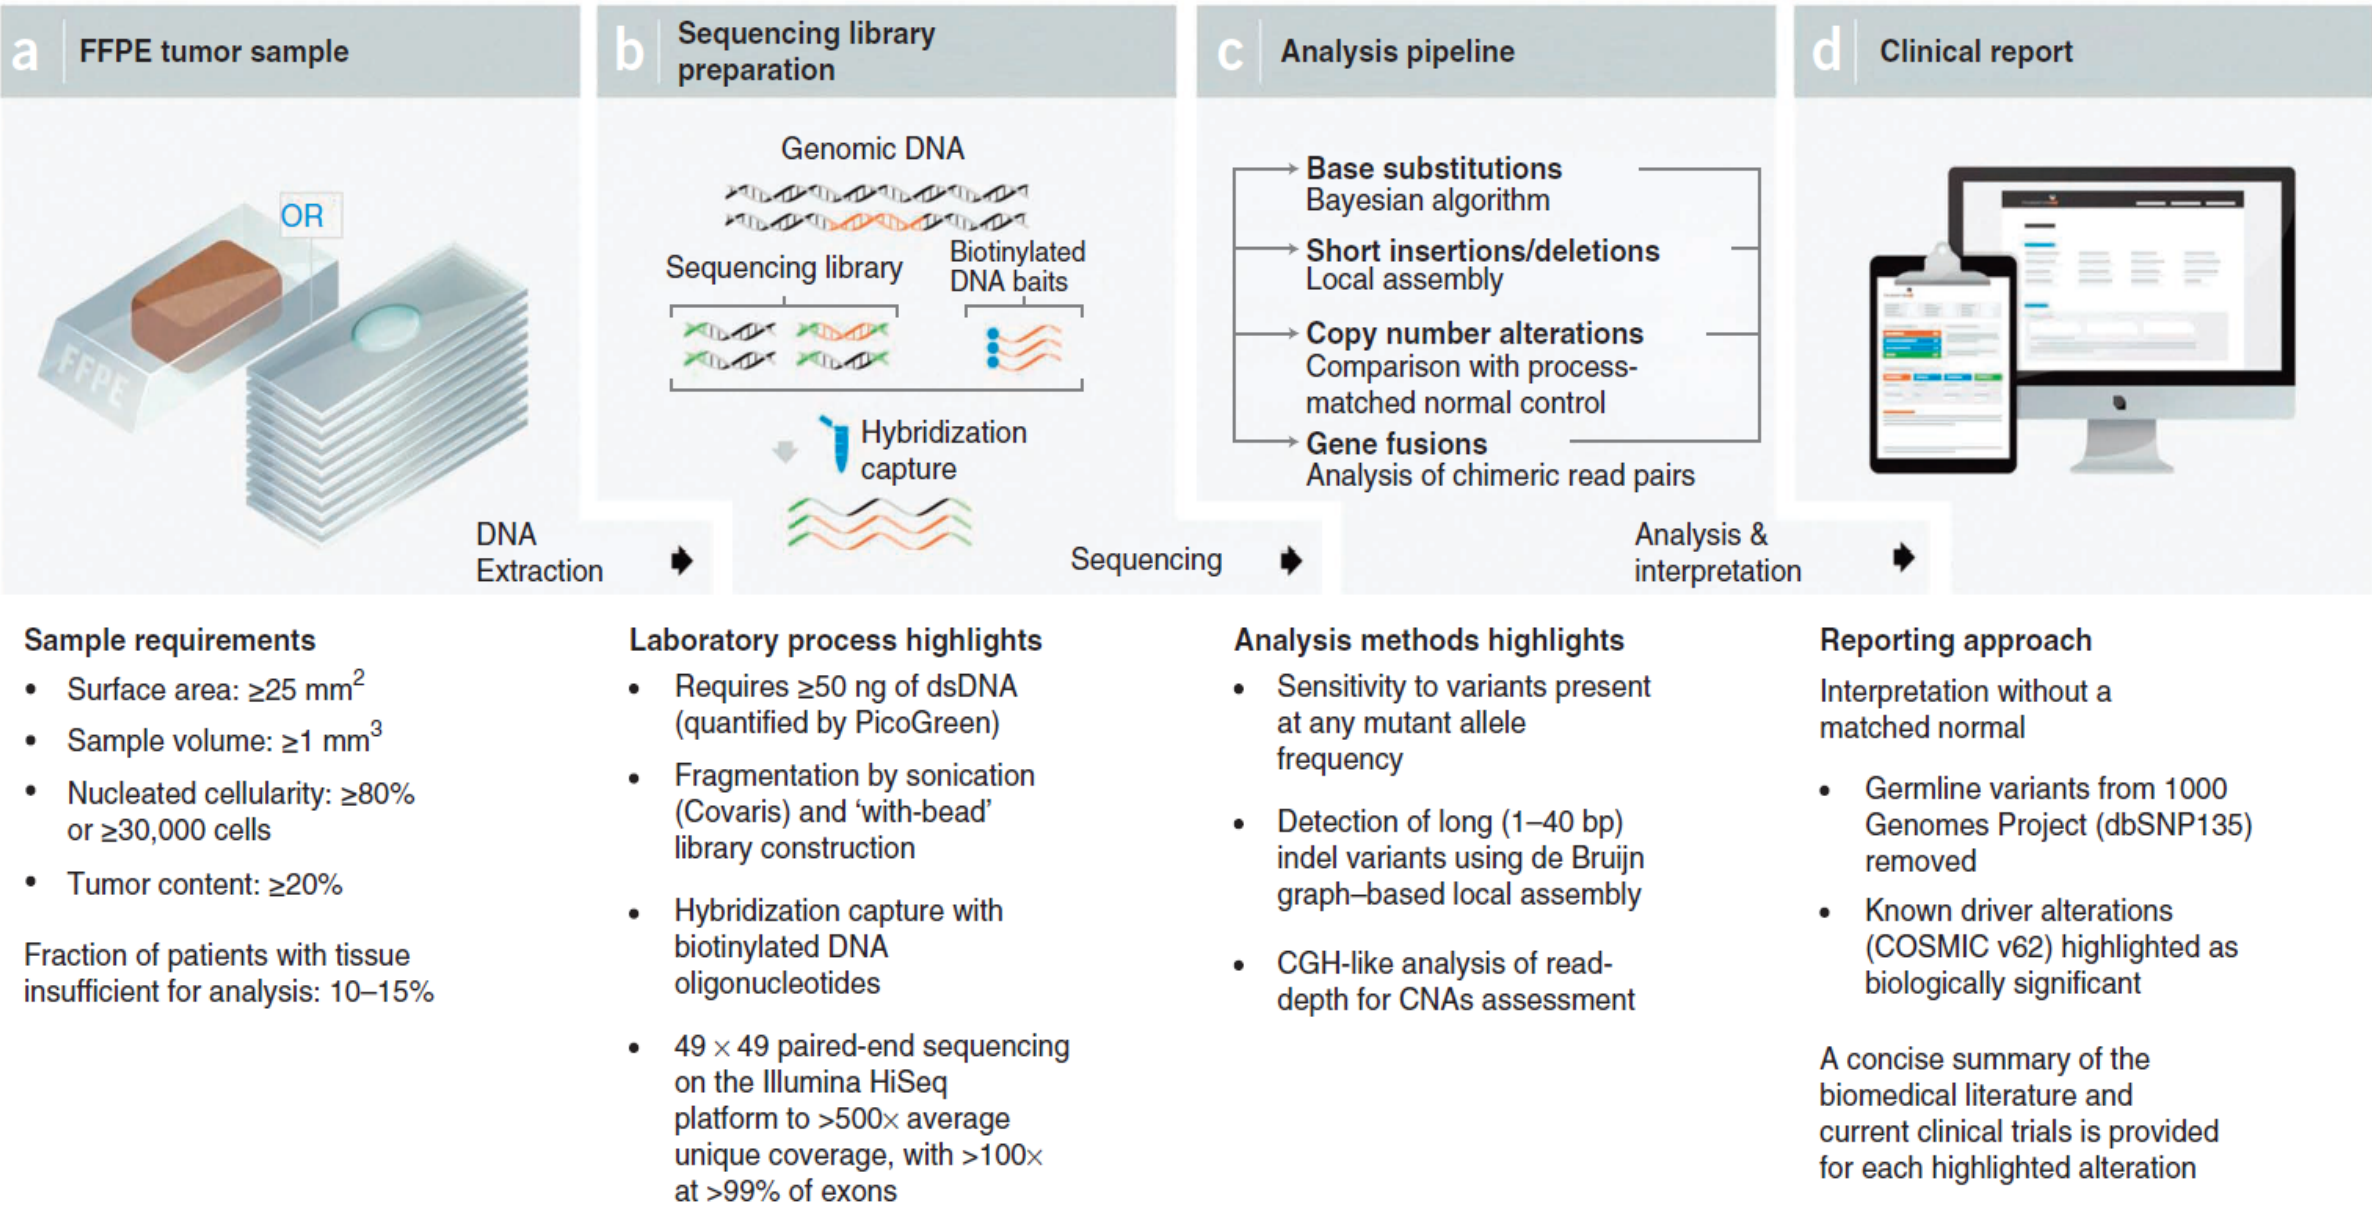 a
FFPE tumor sample
OR
FFPE
DNA
Extraction
b
Sequencing library
preparation
Genomic DNA
Sequencing library
Biotinylated
DNA baits
Hybridization
capture
Sequencing
c
Analysis pipeline
Base substitutions
Bayesian algorithm
Short insertions/deletions
Local assembly
Copy number alterations
Comparison with process-
matched normal control
Gene fusions
Analysis of chimeric read pairs
Analysis &
interpretation
d
Clinical report
Sample requirements
• Surface area: ≥25 mm²
• Sample volume: ≥1 mm³
• Nucleated cellularity: ≥80%
or ≥30,000 cells
• Tumor content: ≥20%
Fraction of patients with tissue
insufficient for analysis: 10–15%
Laboratory process highlights
• Requires ≥50 ng of dsDNA
(quantified by PicoGreen)
• Fragmentation by sonication
(Covaris) and ‘with-bead’
library construction
• Hybridization capture with
biotinylated DNA
oligonucleotides
• 49 × 49 paired-end sequencing
on the Illumina HiSeq
platform to >500× average
unique coverage, with >100×
at >99% of exons
Analysis methods highlights
• Sensitivity to variants present
at any mutant allele
frequency
• Detection of long (1–40 bp)
indel variants using de Bruijn
graph–based local assembly
• CGH-like analysis of read-
depth for CNAs assessment
Reporting approach
Interpretation without a
matched normal
• Germline variants from 1000
Genomes Project (dbSNP135)
removed
• Known driver alterations
(COSMIC v62) highlighted as
biologically significant
A concise summary of the
biomedical literature and
current clinical trials is provided
for each highlighted alteration